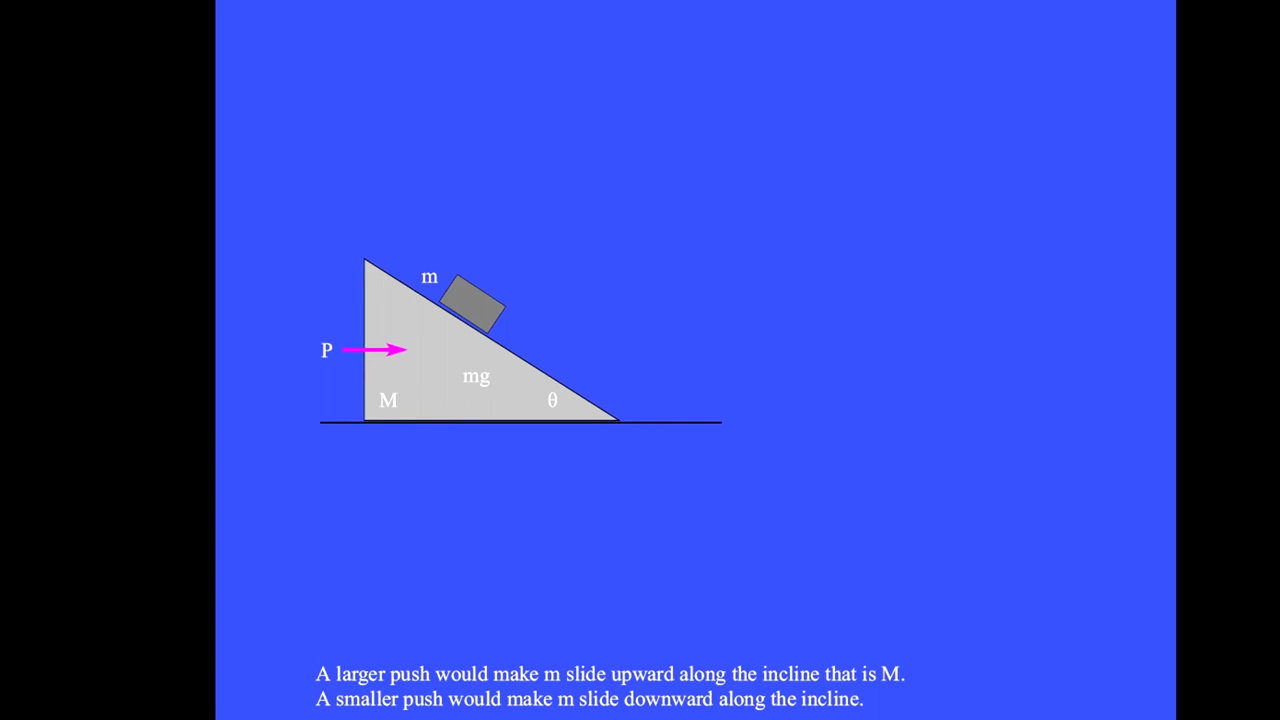 m
P
mg
M
θ
A larger push would make m slide upward along the incline that is M.
A smaller push would make m slide downward along the incline.